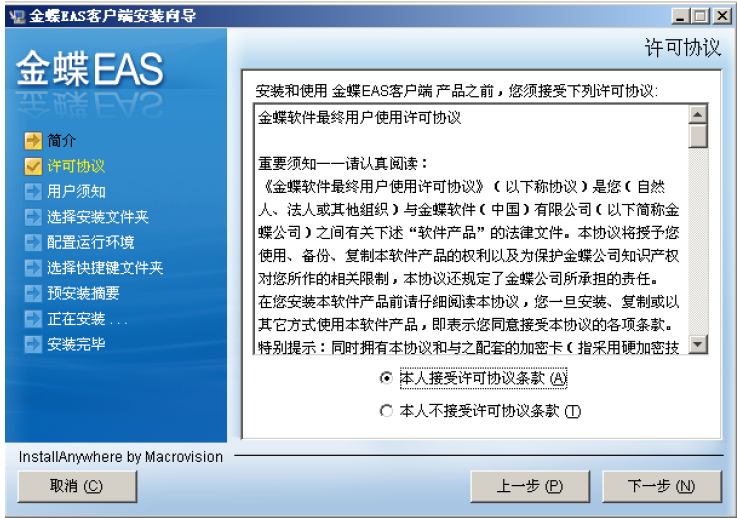 金蝶EAS客户端安装向导
许可协议
金蝶EAS
简介
许可协议
用户须知
选择安装文件夹
配置运行环境
选择快捷键文件夹
预安装摘要
正在安装 . . .
安装完毕
安装和使用 金蝶EAS客户端 产品之前，您须接受下列许可协议:
金蝶软件最终用户使用许可协议
重要须知——请认真阅读：
《金蝶软件最终用户使用许可协议》（以下称协议）是您（自然
人、法人或其他组织）与金蝶软件（中国）有限公司（以下简称金
蝶公司）之间有关下述“软件产品”的法律文件。本协议将授予您
使用、备份、复制本软件产品的权利以及为保护金蝶公司知识产权
对您所作的相关限制，本协议还规定了金蝶公司所承担的责任。
在您安装本软件产品前请仔细阅读本协议，您一旦安装、复制或以
其它方式使用本软件产品，即表示您同意接受本协议的各项条款。
特别提示：同时拥有本协议和与之配套的加密卡（指采用硬加密技
本人接受许可协议条款 (A)
本人不接受许可协议条款 (T)
InstallAnywhere by Macrovision
取消 (C)
上一步 (P)
下一步 (N)